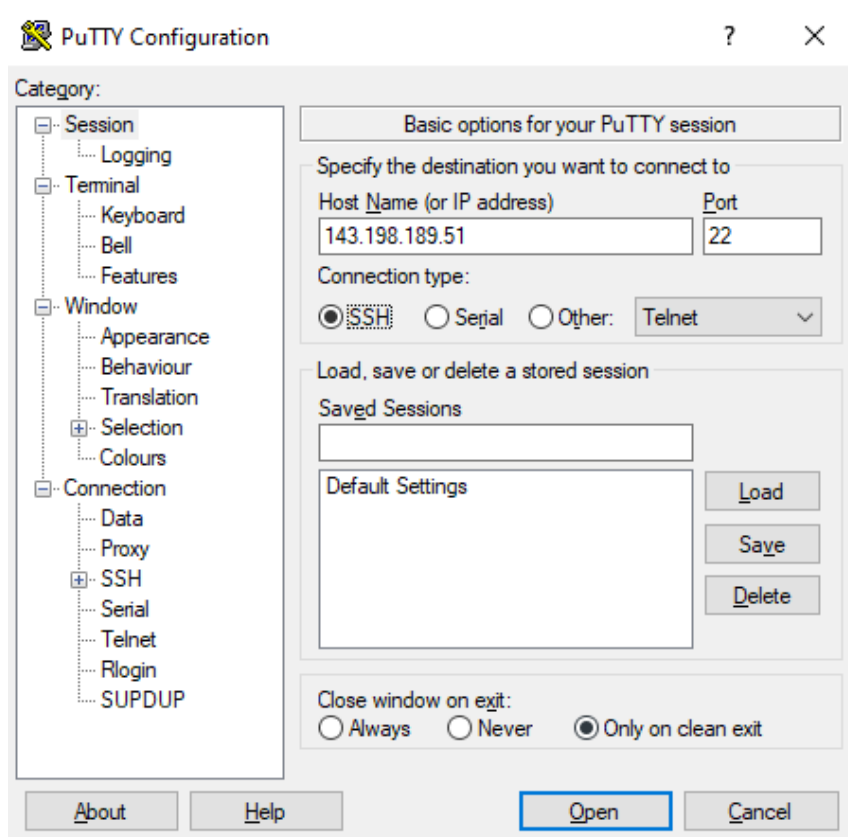 PuTTY Configuration
?
Category:
Session
Logging
Terminal
Keyboard
Bell
Features
Window
Appearance
Behaviour
Translation
Selection
Colours
Connection
Data
Proxy
SSH
Serial
Telnet
Rlogin
SUPDUP
Basic options for your PuTTY session
Specify the destination you want to connect to
Host Name (or IP address) Port
143.198.189.51 22
Connection type:
SSH Serial Other: Telnet
Load, save or delete a stored session
Saved Sessions
Default Settings
Load
Save
Delete
Close window on exit:
Always Never Only on clean exit
About Help Open Cancel